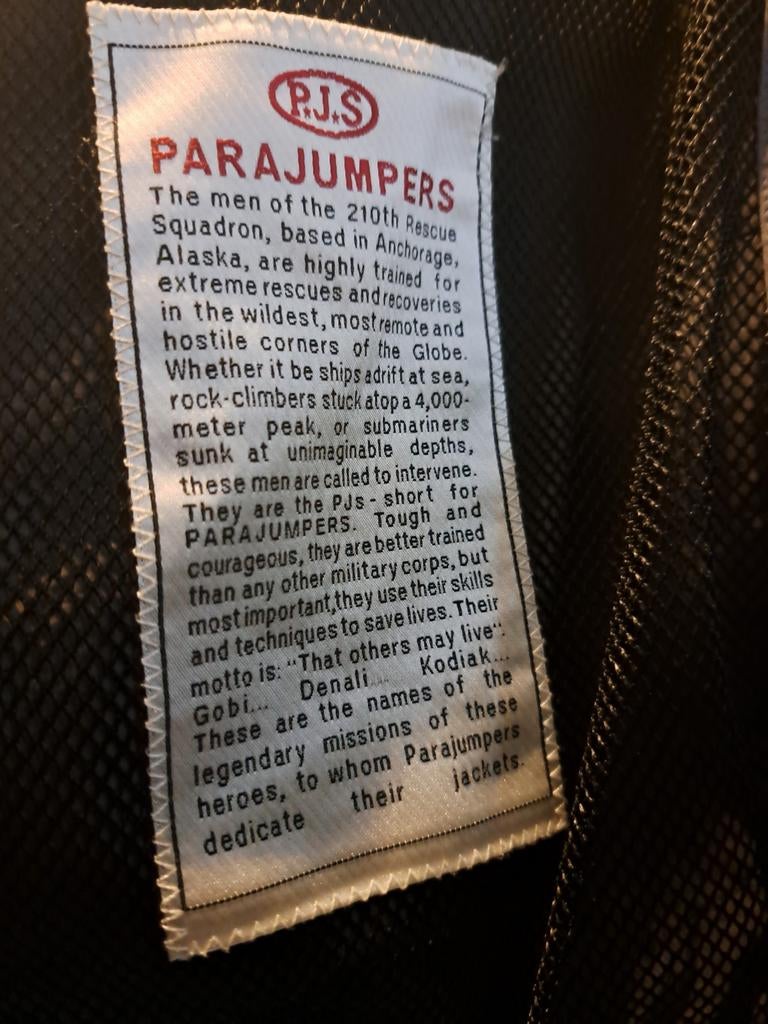 P.J.S
PARAJUMPERS
The men of the 210th Rescue
Squadron, based in Anchorage,
Alaska, are highly trained for
extreme rescues and recoveries
in the wildest, most remote and
hostile corners of the Globe.
Whether it be ships adrift at sea,
rock-climbers stuck atop a 4,000-
meter peak, or submariners
sunk at unimaginable depths,
these men are called to intervene.
They are the PJs - short for
PARAJUMPERS. Tough and
courageous, they are better trained
than any other military corps, but
most important, they use their skills
and techniques to save lives. Their
motto is: "That others may live".
Gobi... Denali... Kodiak...
These are the names of the
legendary missions of these
heroes, to whom Parajumpers
dedicate their jackets.